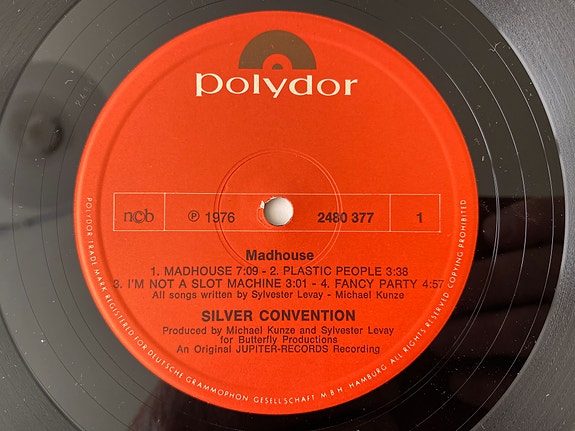 polydor
ncb ℗ 1976 2480 377 1
Madhouse
1. MADHOUSE 7:09 - 2. PLASTIC PEOPLE 3:38
3. I'M NOT A SLOT MACHINE 3:01 - 4. FANCY PARTY 4:57
All songs written by Sylvester Levay - Michael Kunze
SILVER CONVENTION
Produced by Michael Kunze and Sylvester Levay
for Butterfly Productions
An Original JUPITER-RECORDS Recording
POLYDOR TRADE MARK REGISTERED FOR DEUTSCHE GRAMMOPHON GESELLSCHAFT M B H. HAMBURG ALL RIGHTS RESERVED COPYING PROHIBITED